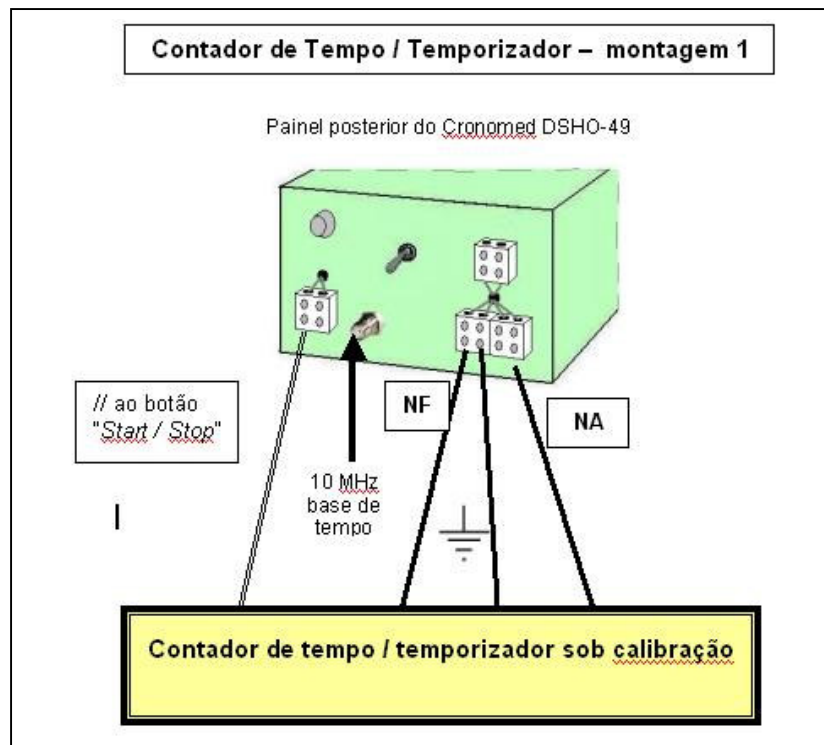 Contador de Tempo / Temporizador – montagem 1
Painel posterior do Cronomed DSHO-49
// ao botão
"Start / Stop"
NF
NA
10 MHz
base de
tempo
Contador de tempo / temporizador sob calibração